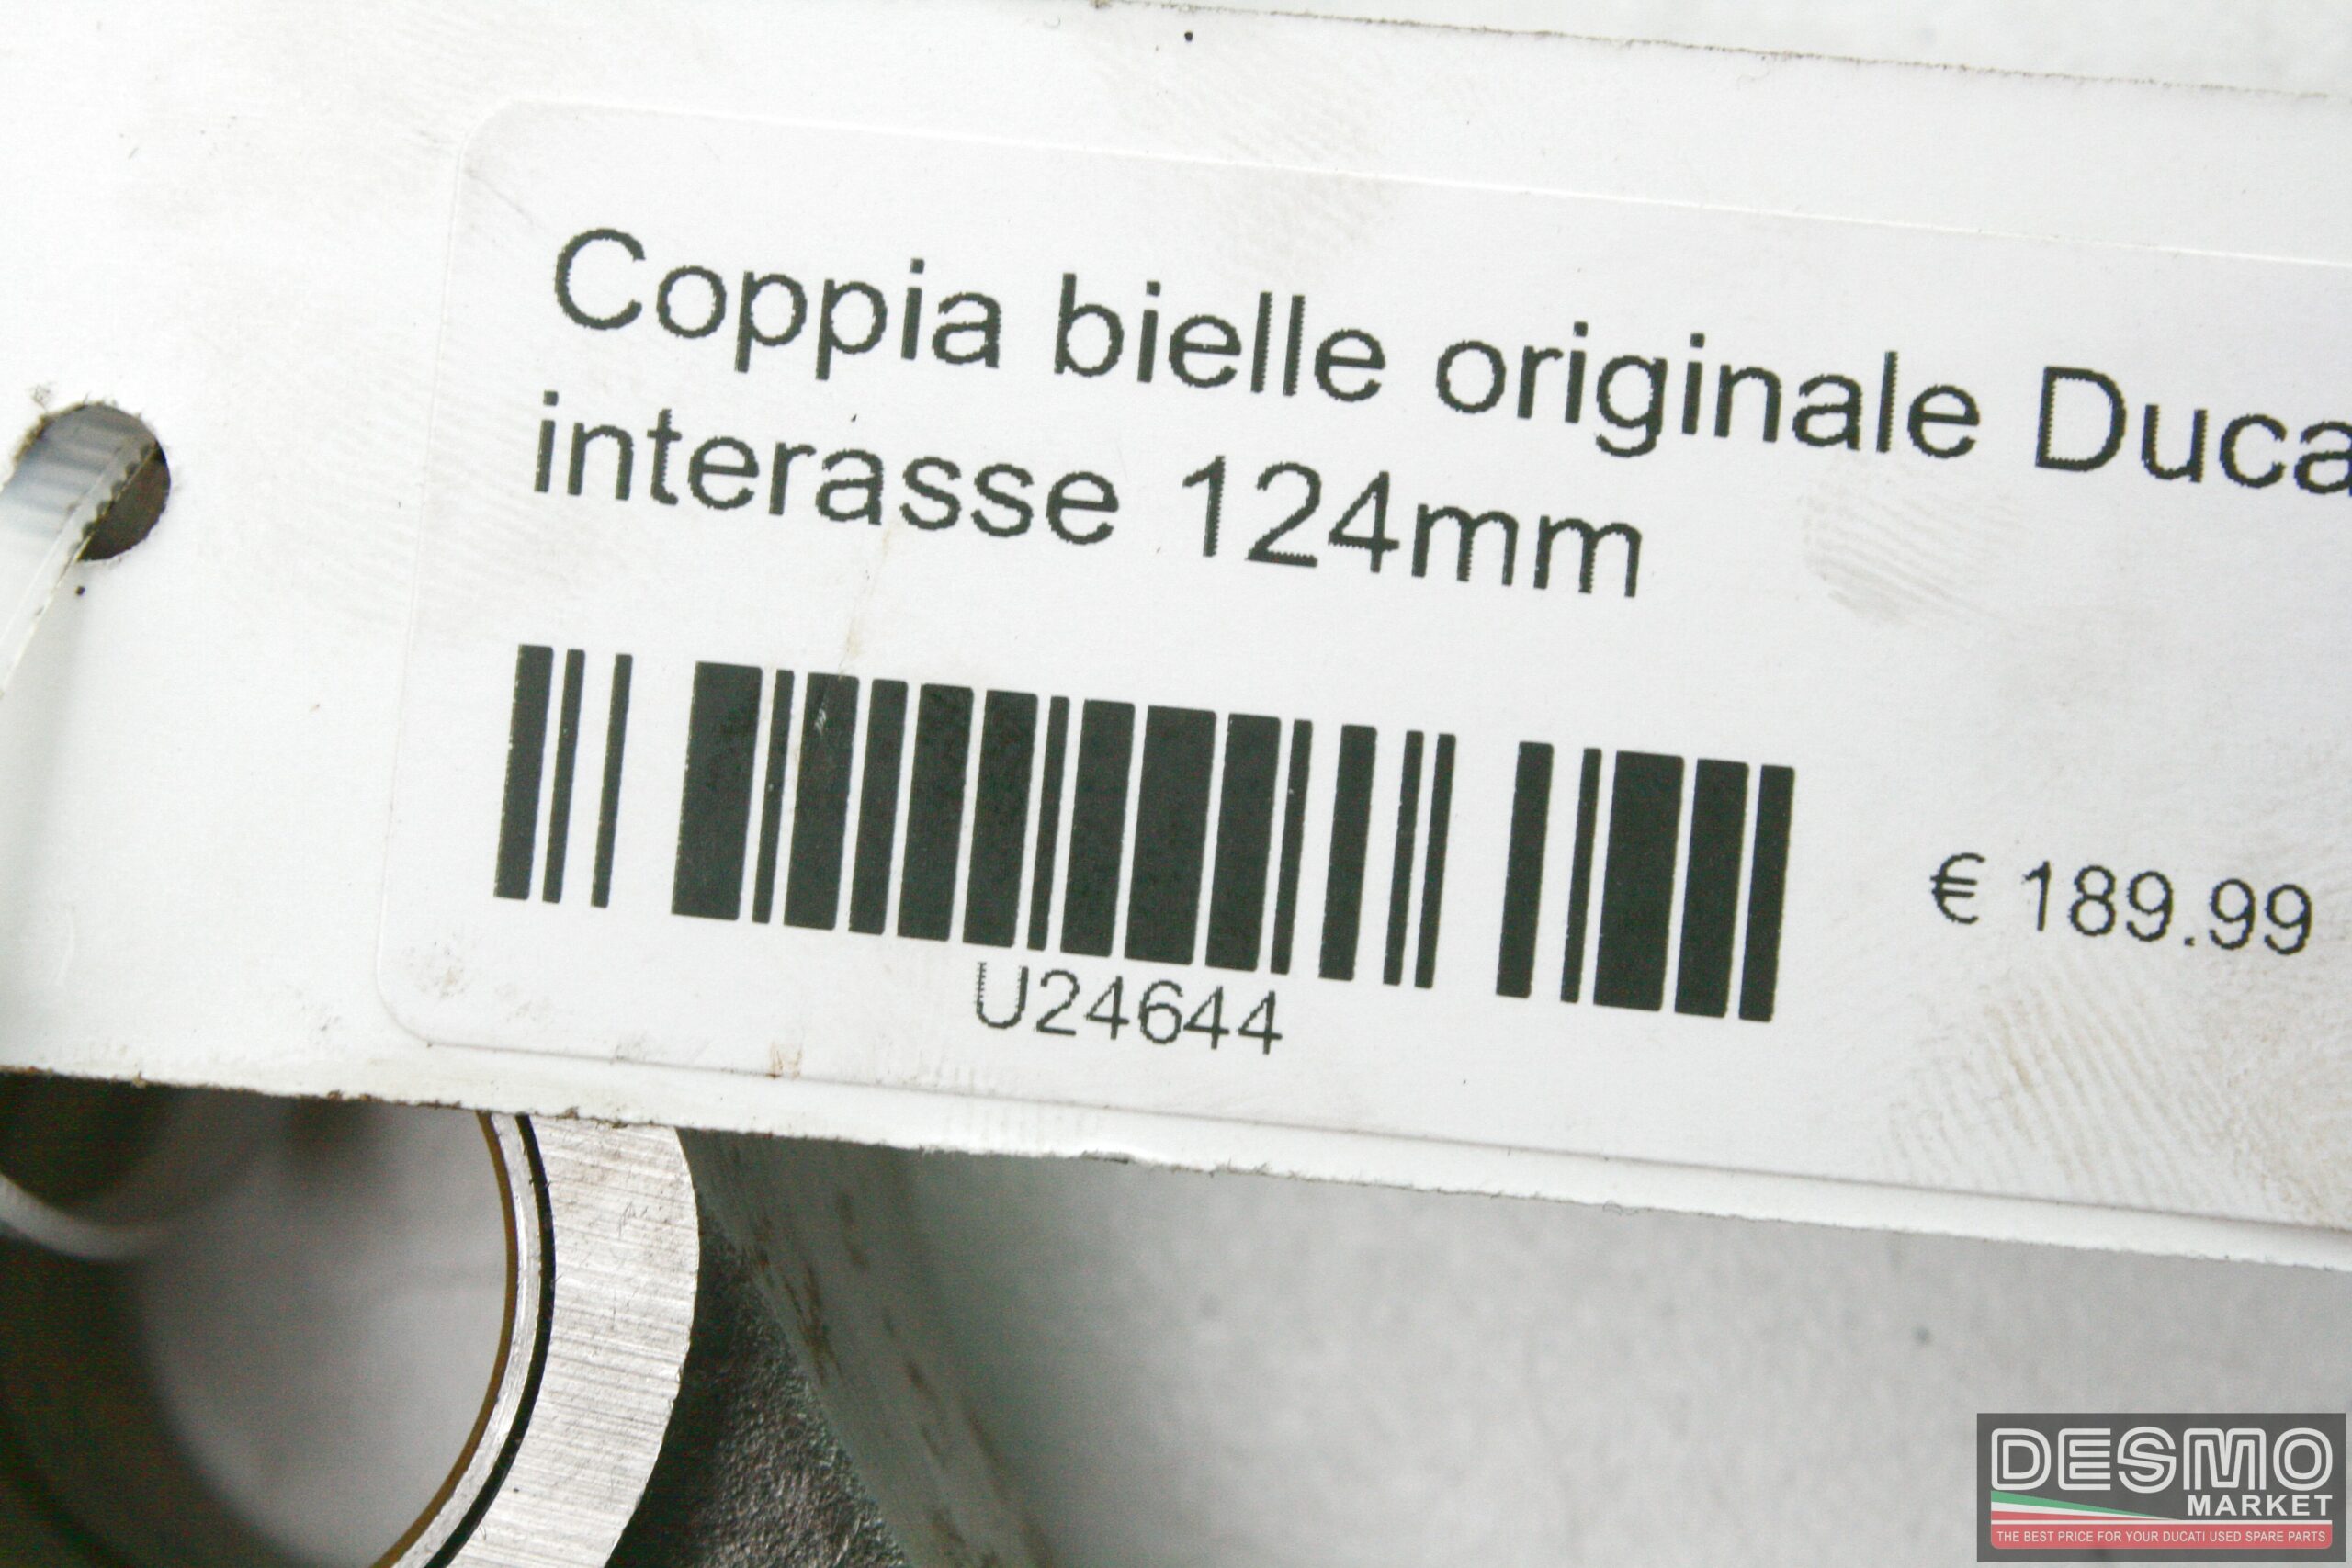 Coppia bielle originale Duca
interasse 124mm
€ 189.99
U24644
DESMO
MARKET
THE BEST PRICE FOR YOUR DUCATI USED SPARE PARTS